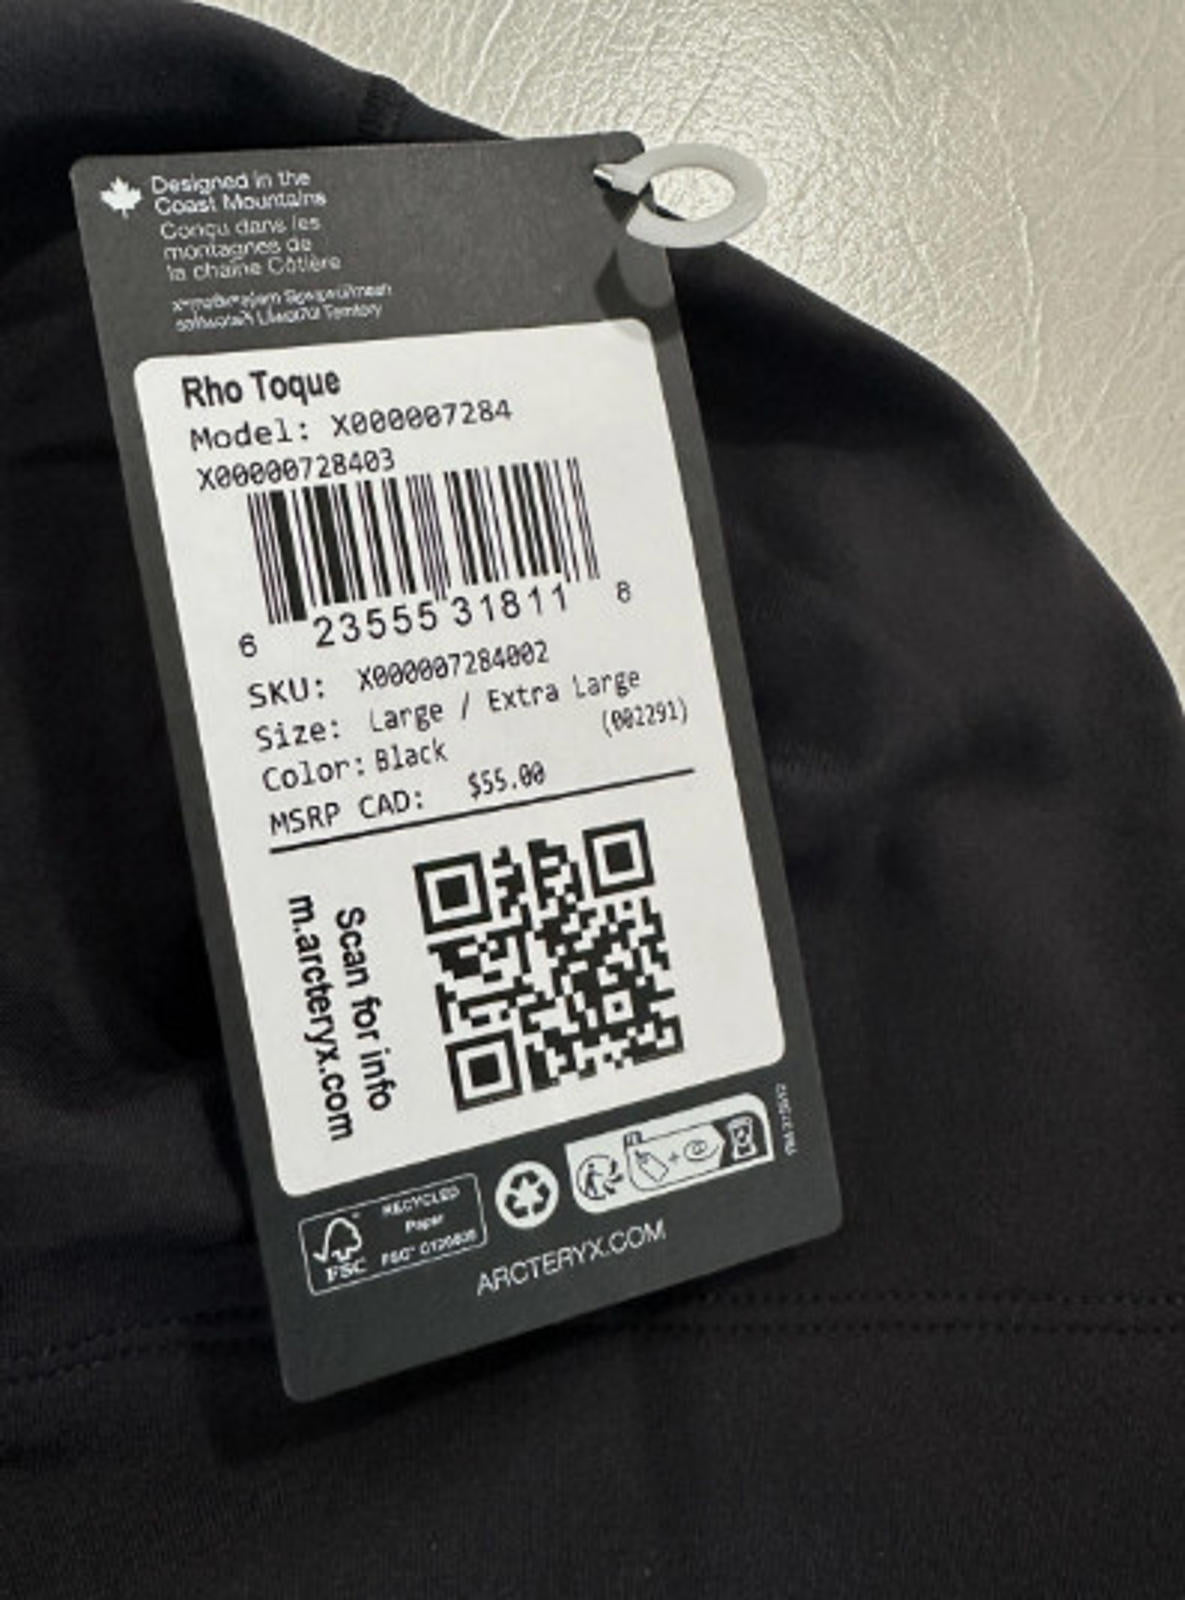 Designed in the
Coast Mountains
Conçu dans les
montagnes de
la chaîne Côtière
Territory
Rho Toque
Model: X000007284
X00000728403
6 23555 31811 8
SKU: X000007284002
Size: Large / Extra Large
(002291)
Color: Black
MSRP CAD: $55.00
Scan for info
m.arcteryx.com
FSC
RECYCLED
Paper
ARCTERYX.COM